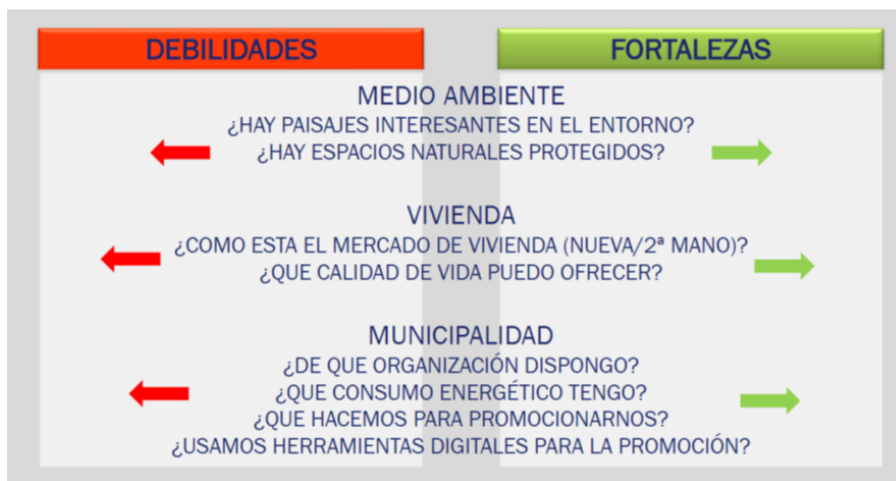 DEBILIDADES
FORTALEZAS
MEDIO AMBIENTE
¿HAY PAISAJES INTERESANTES EN EL ENTORNO?
¿HAY ESPACIOS NATURALES PROTEGIDOS?
VIVIENDA
¿COMO ESTA EL MERCADO DE VIVIENDA (NUEVA/2ª MANO)?
¿QUE CALIDAD DE VIDA PUEDO OFRECER?
MUNICIPALIDAD
¿DE QUE ORGANIZACIÓN DISPONGO?
¿QUE CONSUMO ENERGÉTICO TENGO?
¿QUE HACEMOS PARA PROMOCIONARNOS?
¿USAMOS HERRAMIENTAS DIGITALES PARA LA PROMOCIÓN?